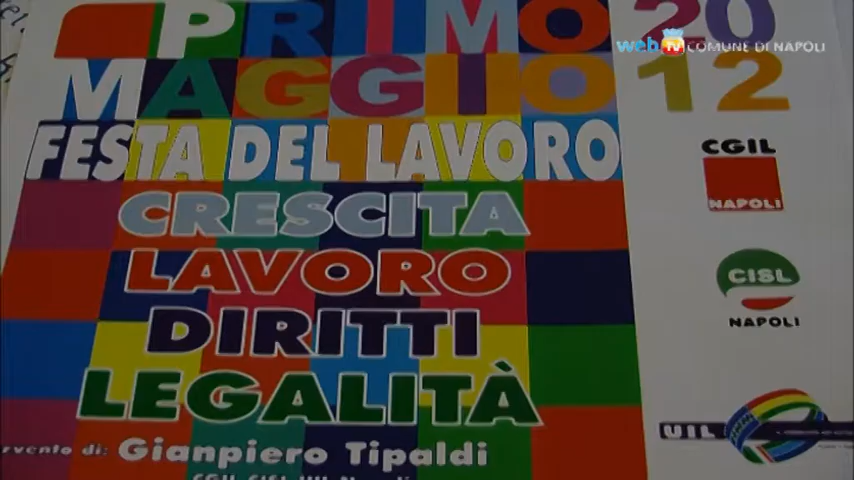 PRIMO 20
MAGGIO 12
webTV COMUNE DI NAPOLI
FESTA DEL LAVORO
CRESCITA
LAVORO
DIRITTI
LEGALITÀ
Gianpiero Tipaldi
CGIL
NAPOLI
CISL
NAPOLI
UIL